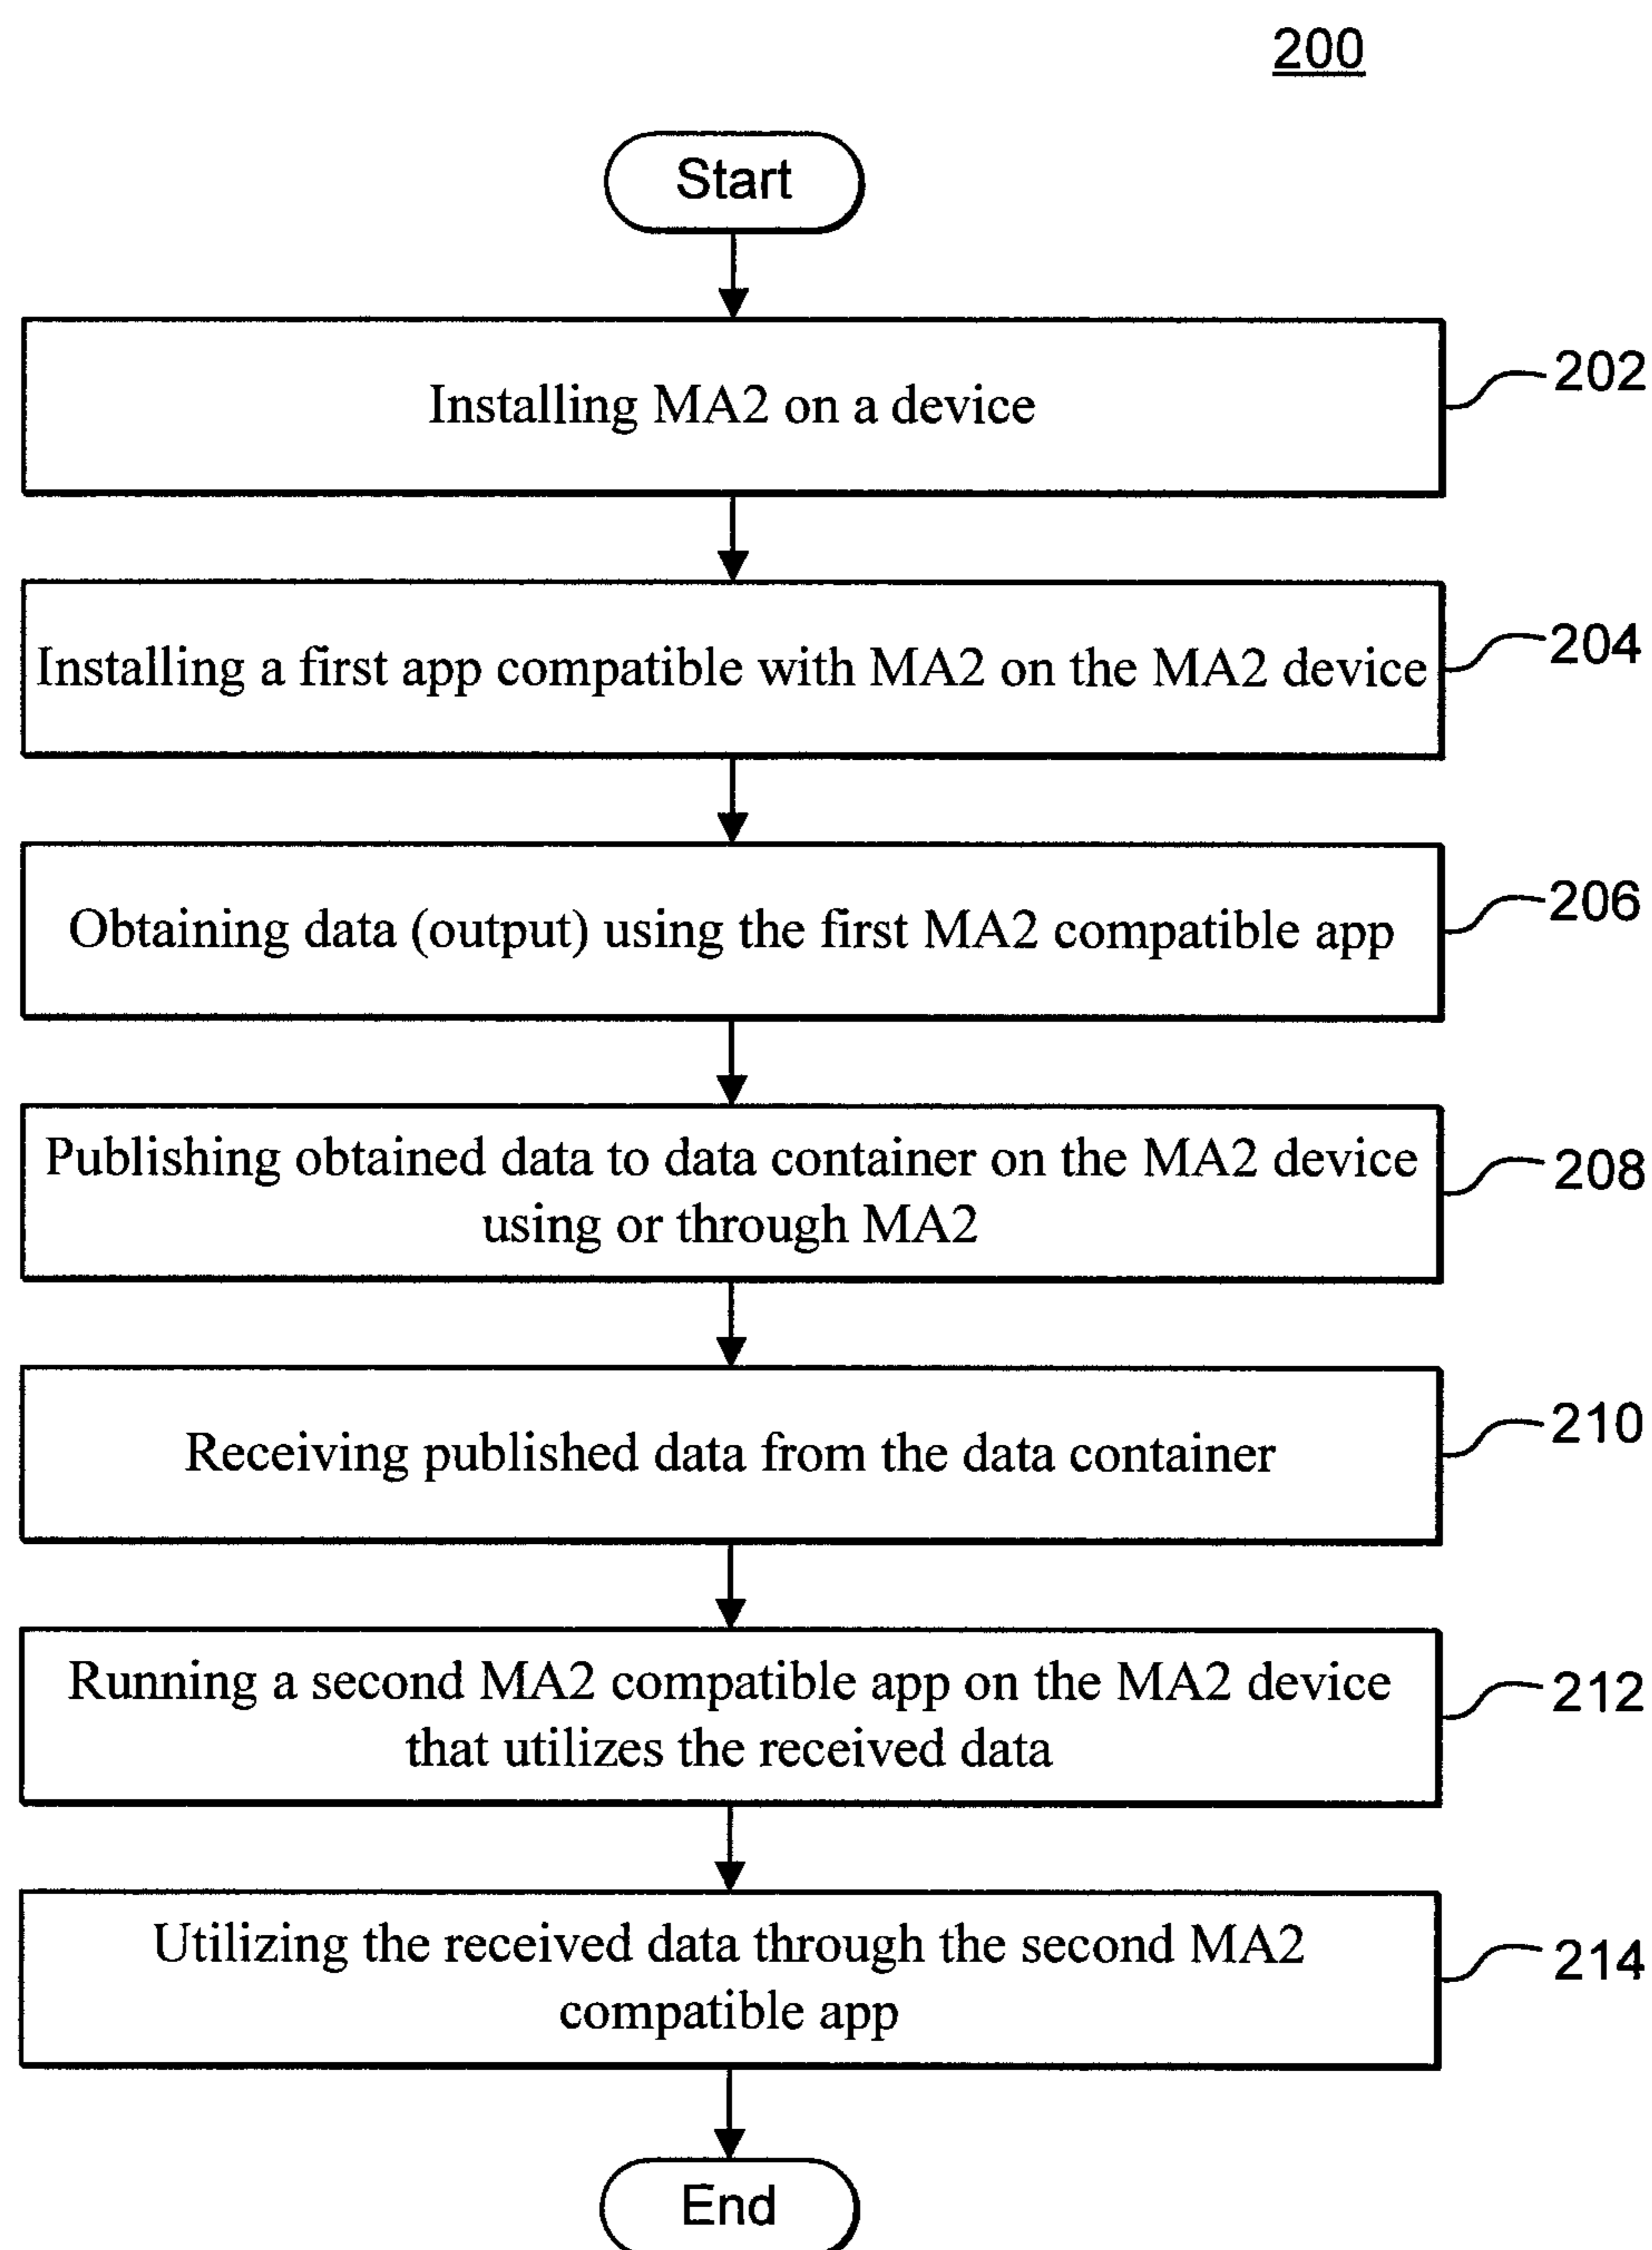 200
Start
Installing MA2 on a device
202
Installing a first app compatible with MA2 on the MA2 device
204
Obtaining data (output) using the first MA2 compatible app
206
Publishing obtained data to data container on the MA2 device
using or through MA2
208
Receiving published data from the data container
210
Running a second MA2 compatible app on the MA2 device
that utilizes the received data
212
Utilizing the received data through the second MA2
compatible app
214
End